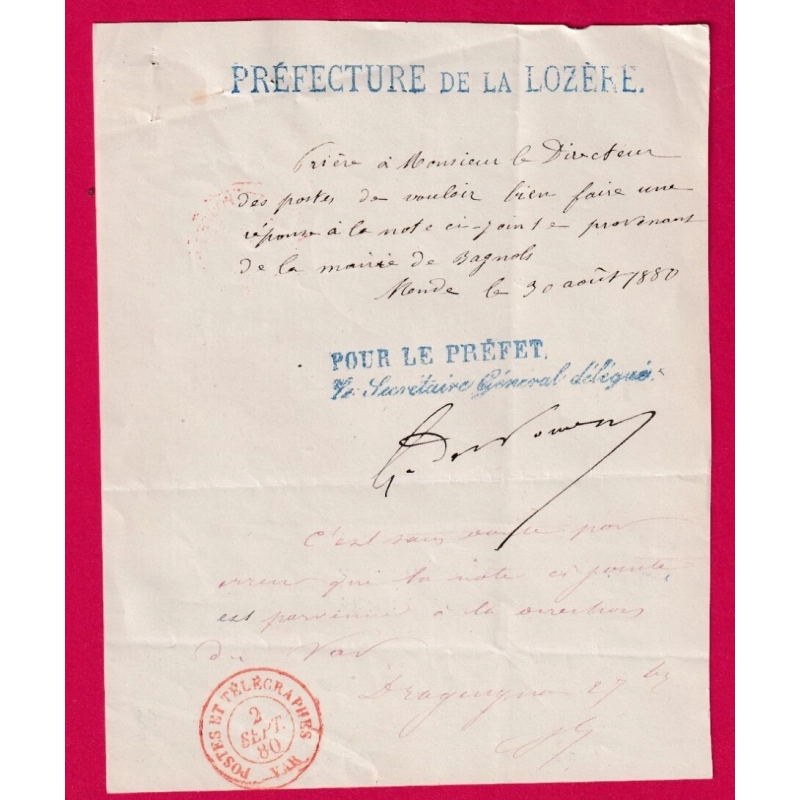 PRÉFECTURE DE LA LOZÈRE.
Prière à Monsieur le Directeur
des postes de vouloir bien faire une
réponse à la note ci-jointe provenant
de la mairie de Bagnols
Mende le 30 août 1880
POUR LE PRÉFET.
Le Secrétaire Général délégué.
C'est sans doute par
erreur que la note ci jointe
est parvenue à la direction
du Var
Draguignan 2 7bre
POSTES ET TÉLÉGRAPHES
2
SEPT.
80
VAR